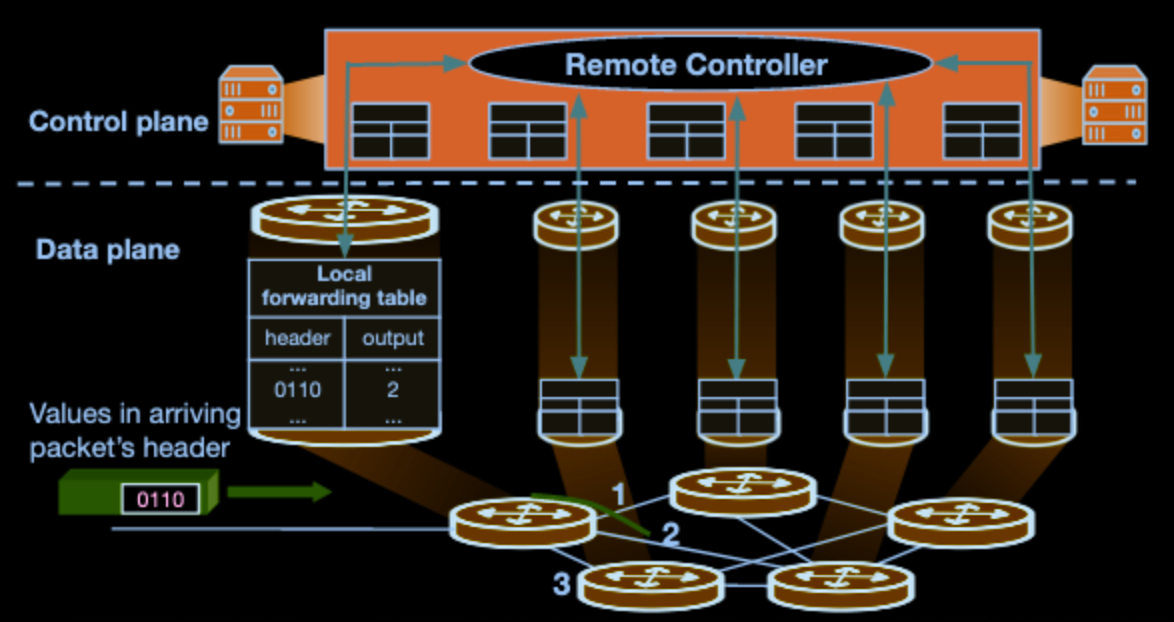 Remote Controller
Control plane
Data plane
Local
forwarding table
header output
... ...
0110 2
... ...
Values in arriving
packet's header
0110
1
2
3